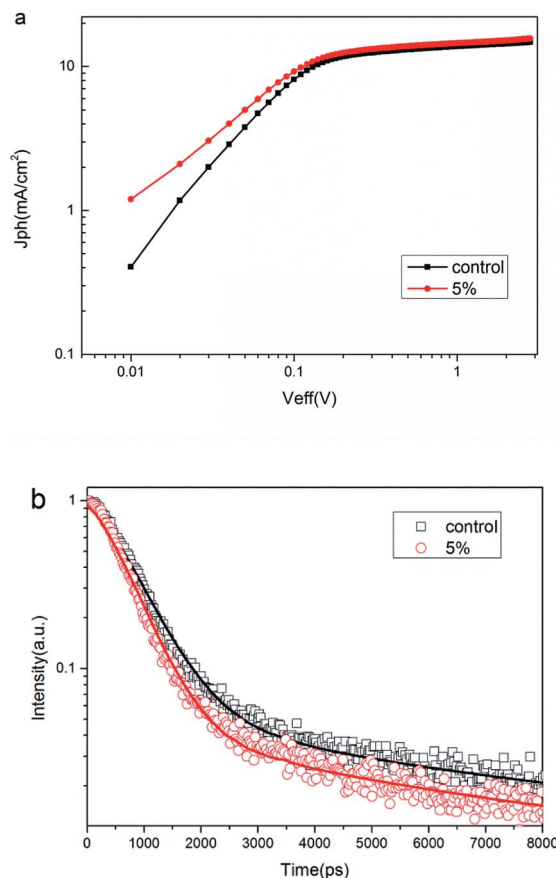 a
10
1
0.1
Jph(mA/cm²)
control
5%
0.01
0.1
1
Veff(V)
b
1
0.1
Intensity(a.u.)
control
5%
0
1000
2000
3000
4000
5000
6000
7000
8000
Time(ps)